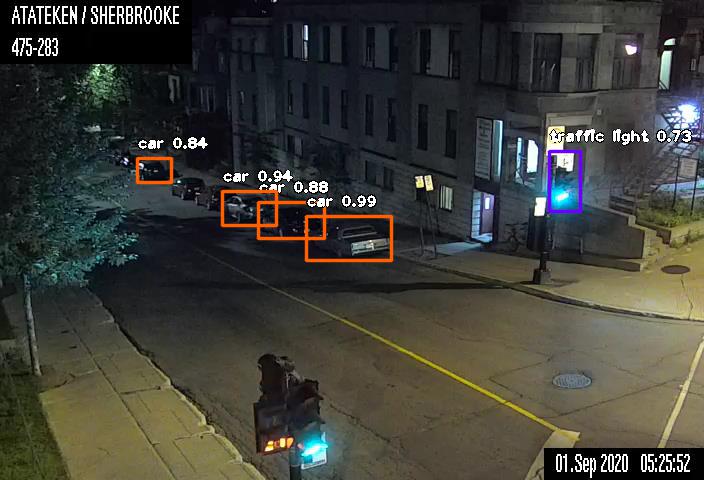 ATATEKEN / SHERBROOKE
475-283
car 0.84
car 0.94
car 0.88
car 0.99
traffic light 0.73
01.Sep 2020 05:25:52